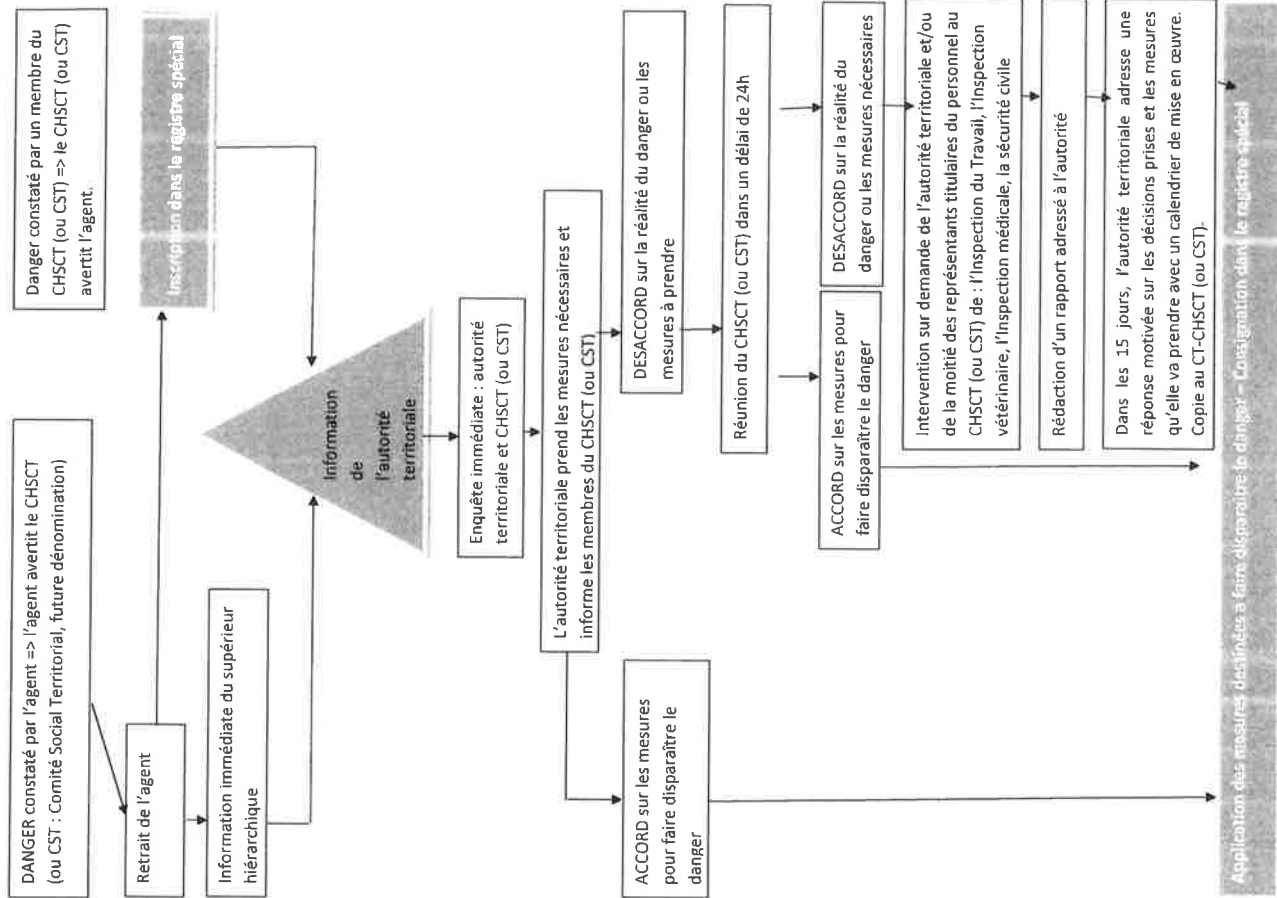 DANGER constaté par l'agent => l'agent avertit le CHSCT
(ou CST : Comité Social Territorial, future dénomination)
Danger constaté par un membre du
CHSCT (ou CST) => le CHSCT (ou CST)
avertit l'agent.
Retrait de l'agent
Inscription dans le registre spécial
Information immédiate du supérieur
hiérarchique
Information
de
l'autorité
territoriale
Enquête immédiate : autorité
territoriale et CHSCT (ou CST)
L'autorité territoriale prend les mesures nécessaires et
informe les membres du CHSCT (ou CST)
ACCORD sur les mesures
pour faire disparaître le
danger
DESACCORD sur la réalité du danger ou les
mesures à prendre
Réunion du CHSCT (ou CST) dans un délai de 24h
ACCORD sur les mesures pour
faire disparaître le danger
DESACCORD sur la réalité du
danger ou les mesures nécessaires
Intervention sur demande de l'autorité territoriale et/ou
de la moitié des représentants titulaires du personnel au
CHSCT (ou CST) de : l'Inspection du Travail, l'Inspection
vétérinaire, l'Inspection médicale, la sécurité civile
Rédaction d'un rapport adressé à l'autorité
Dans les 15 jours, l'autorité territoriale adresse une
réponse motivée sur les décisions prises et les mesures
qu'elle va prendre avec un calendrier de mise en œuvre.
Copie au CT-CHSCT (ou CST).
Application des mesures destinées a faire disparaitre le danger – Consignation dans le registre spécial